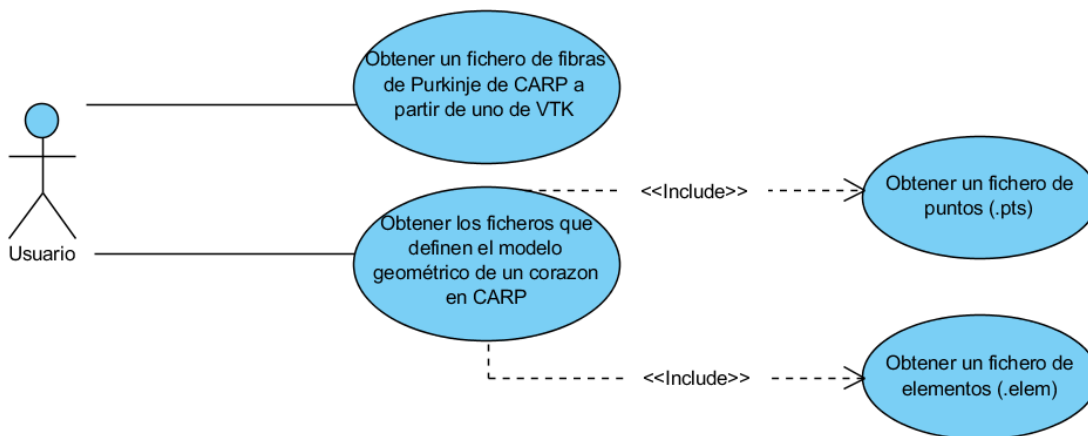 Obtener un fichero de fibras
de Purkinje de CARP a
partir de uno de VTK
Usuario
Obtener los ficheros que
definen el modelo
geométrico de un corazon
en CARP
<<Include>>
Obtener un fichero de
puntos (.pts)
<<Include>>
Obtener un fichero de
elementos (.elem)